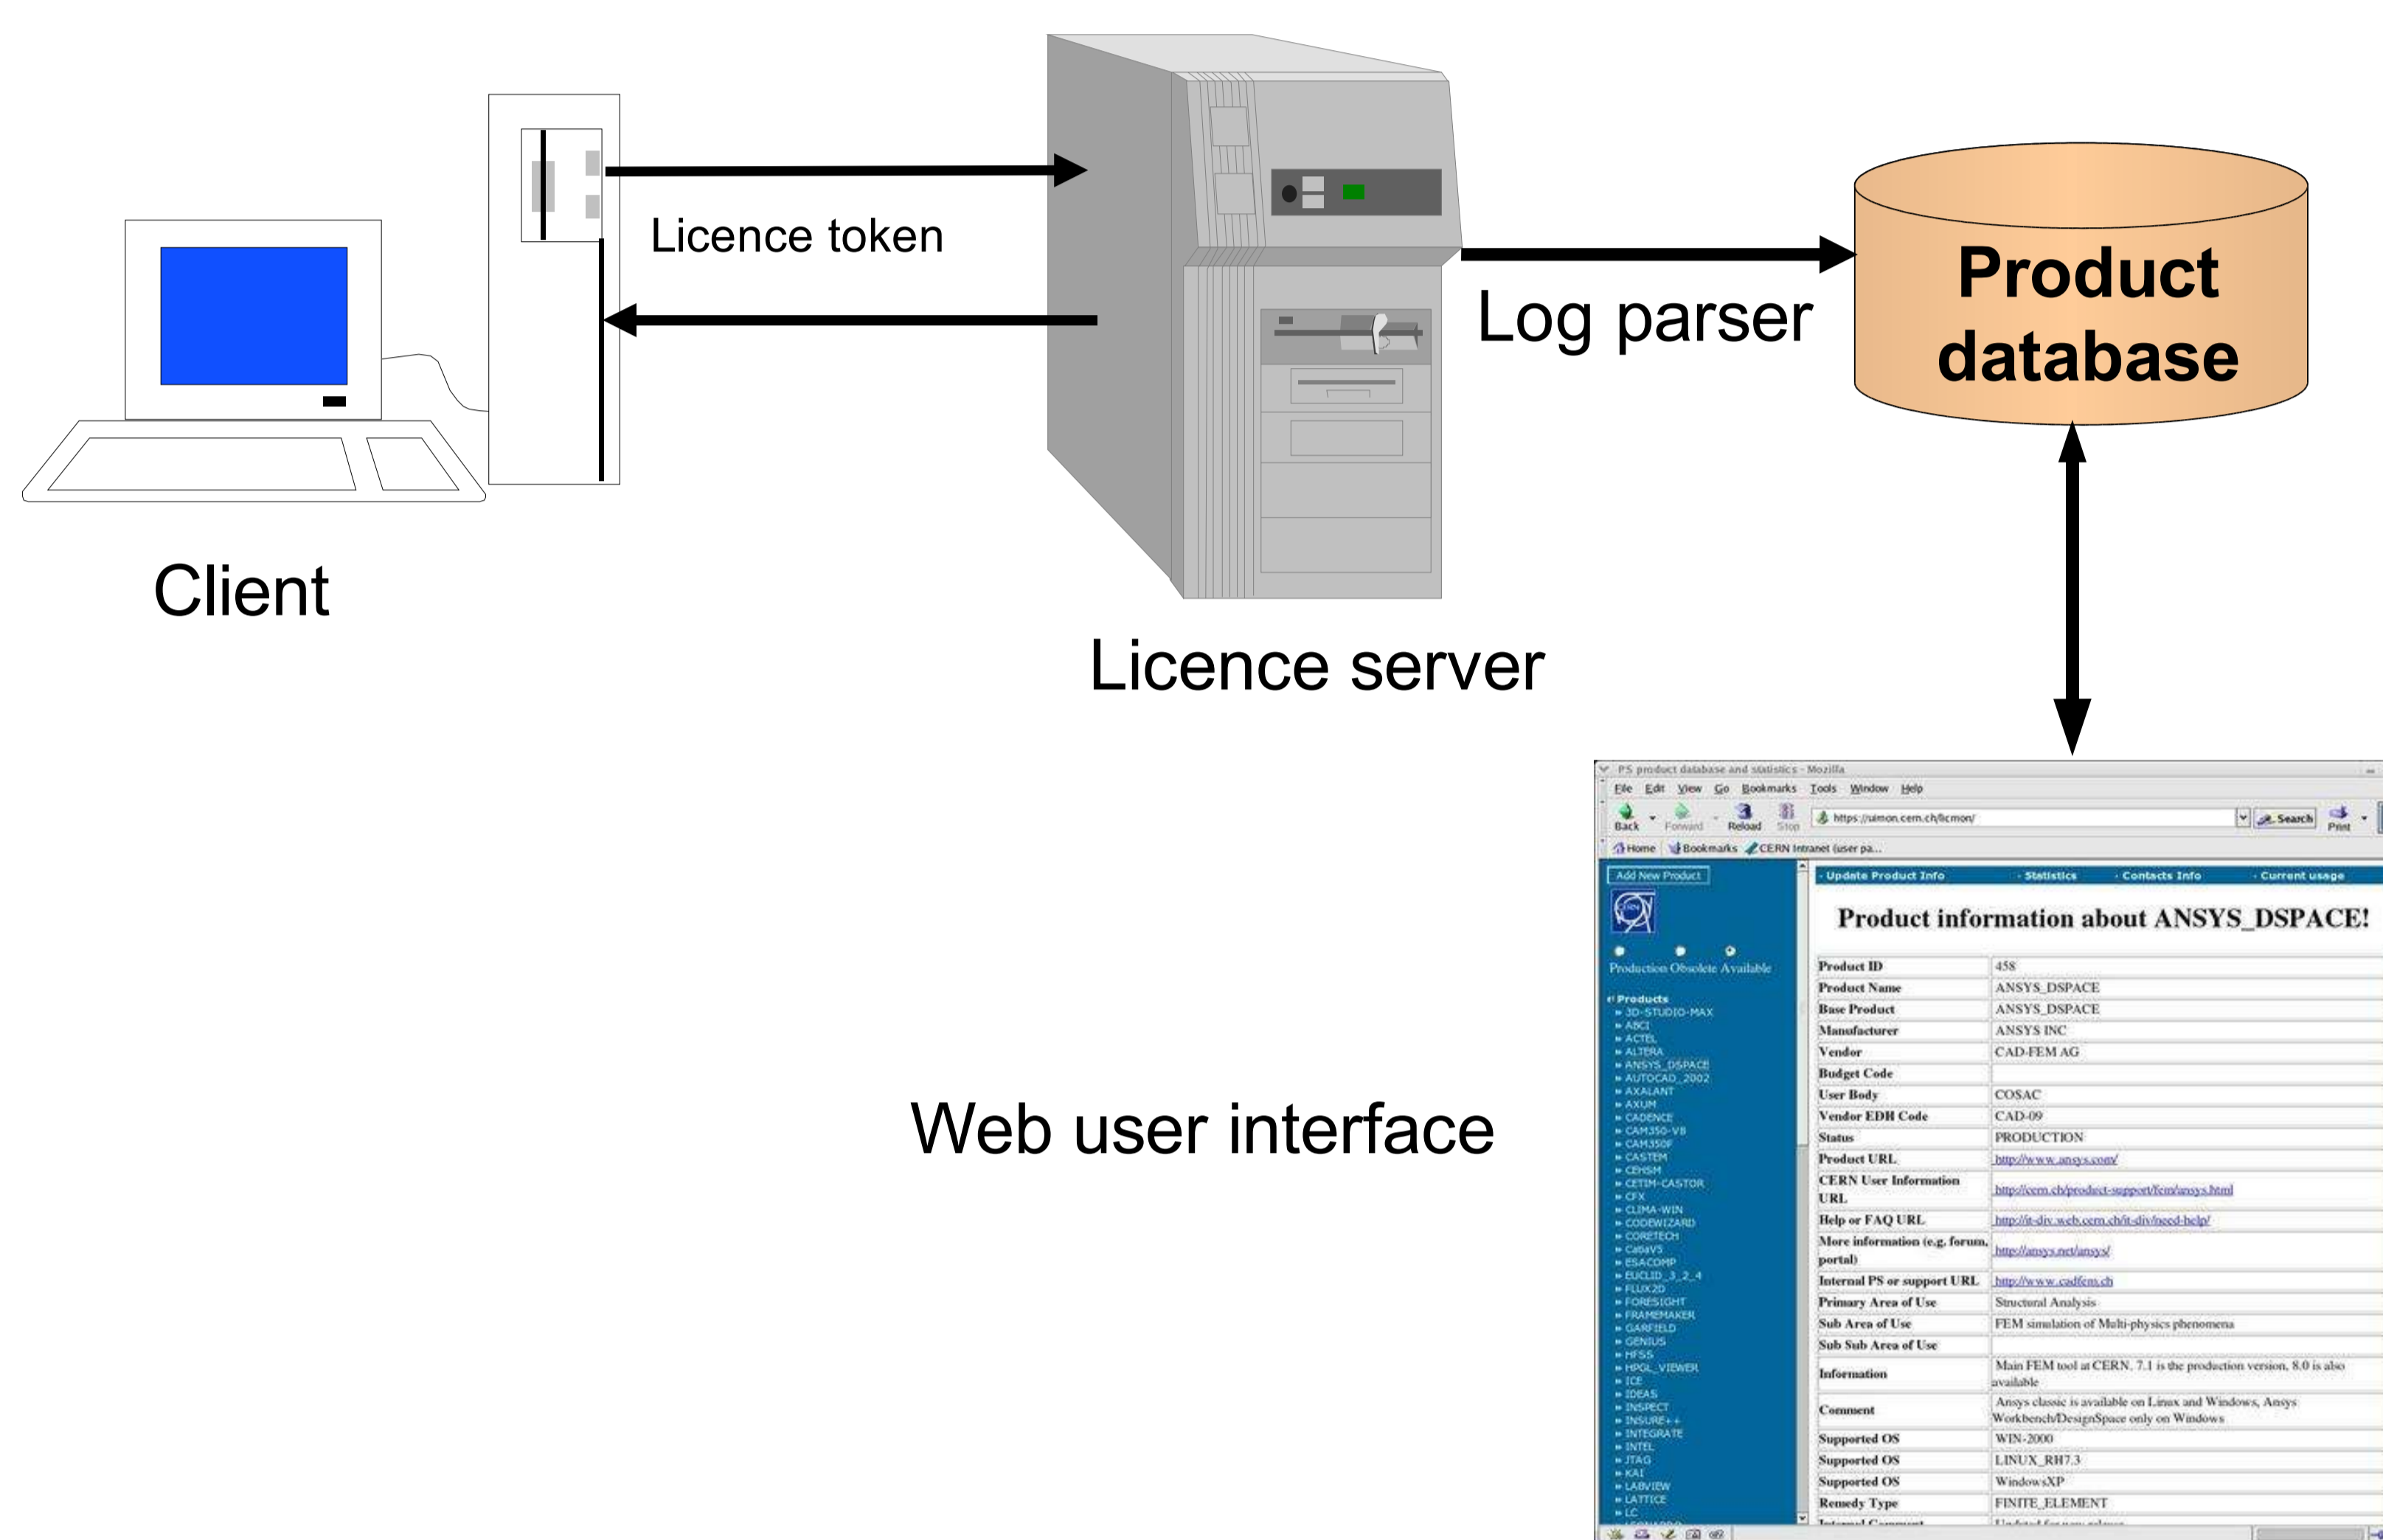 Licence token
Log parser
Product
database
Client
Licence server
Web user interface
PS product database and statistics - Mozilla
File Edit View Go Bookmarks Tools Window Help
Back Forward Reload Stop https://uimon.cern.ch/licmon/ Search Print
Home Bookmarks CERN Intranet (user pa...
Add New Product
CERN
Production Obsolete Available
Products
3D-STUDIO-MAX
ABCI
ACTEL
ALTERA
ANSYS_DSPACE
AUTOCAD_2002
AXALANT
AXUM
CADENCE
CAM350-VB
CAM350F
CASTEM
CEHSM
CETIM-CASTOR
CFX
CLIMA-WIN
CODEWIZARD
CORETECH
CatiaV5
ESACOMP
EUCLID_3_2_4
FLUX2D
FORESIGHT
FRAMEMAKER
GARFIELD
GENIUS
HFSS
HPGL_VIEWER
ICE
IDEAS
INSPECT
INSURE++
INTEGRATE
INTEL
JTAG
KAI
LABVIEW
LATTICE
LC
· Update Product Info · Statistics · Contacts Info · Current usage
Product information about ANSYS_DSPACE!
Product ID 458
Product Name ANSYS_DSPACE
Base Product ANSYS_DSPACE
Manufacturer ANSYS INC
Vendor CAD-FEM AG
Budget Code
User Body COSAC
Vendor EDH Code CAD-09
Status PRODUCTION
Product URL http://www.ansys.com/
CERN User Information
URL http://cern.ch/product-support/fem/ansys.html
Help or FAQ URL http://it-div.web.cern.ch/it-div/need-help/
More information (e.g. forum,
portal) http://ansys.net/ansys/
Internal PS or support URL http://www.cadfem.ch
Primary Area of Use Structural Analysis
Sub Area of Use FEM simulation of Multi-physics phenomena
Sub Sub Area of Use
Information Main FEM tool at CERN. 7.1 is the production version, 8.0 is also
available
Comment Ansys classic is available on Linux and Windows, Ansys
Workbench/DesignSpace only on Windows
Supported OS WIN-2000
Supported OS LINUX_RH7.3
Supported OS WindowsXP
Remedy Type FINITE_ELEMENT